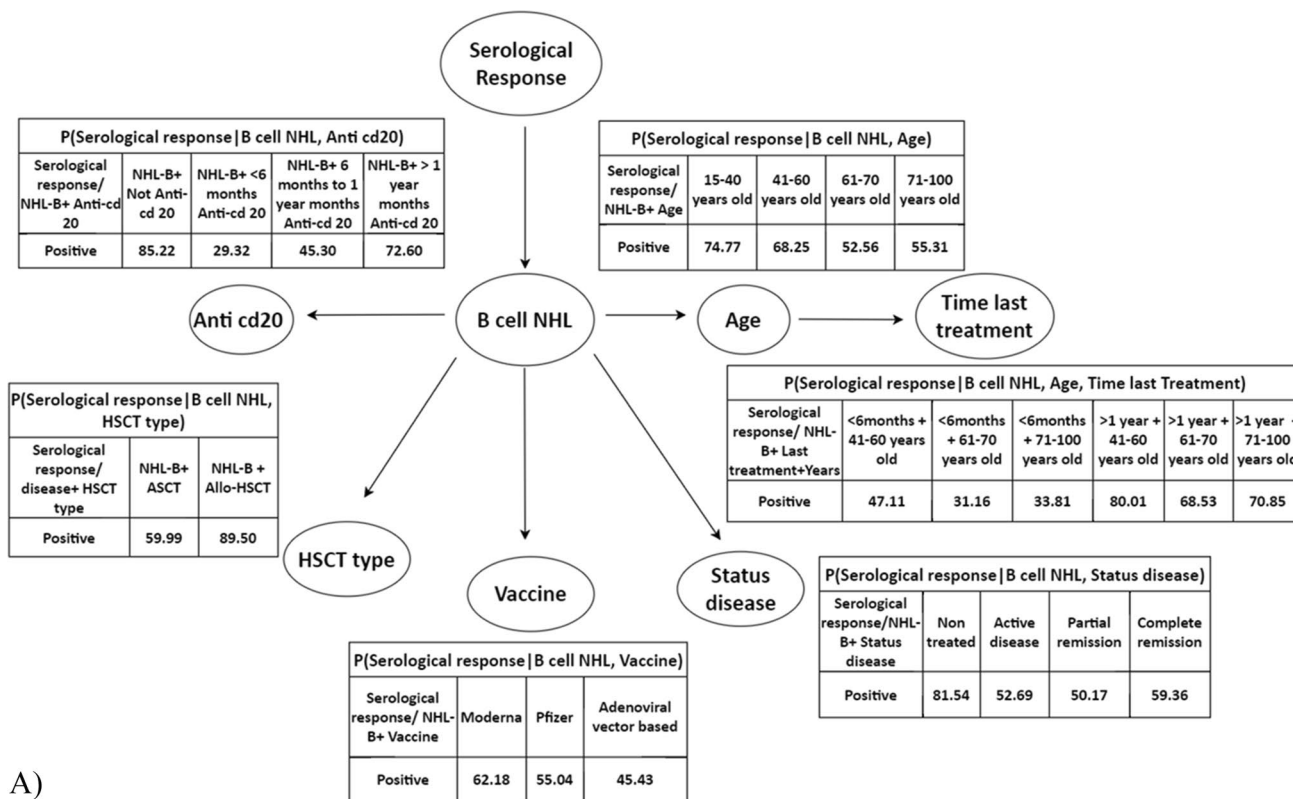 Serological
Response
P(Serological response|B cell NHL, Anti cd20)
Serological
response/
NHL-B+ Anti-cd
20
NHL-B+
Not Anti-
cd 20
NHL-B+ <6
months
Anti-cd 20
NHL-B+ 6
months to 1
year months
Anti-cd 20
NHL-B+ > 1
year
months
Anti-cd 20
Positive 85.22 29.32 45.30 72.60
P(Serological response|B cell NHL, Age)
Serological
response/
NHL-B+ Age
15-40
years old
41-60
years old
61-70
years old
71-100
years old
Positive 74.77 68.25 52.56 55.31
Anti cd20
B cell NHL
Age
Time last
treatment
P(Serological response|B cell NHL,
HSCT type)
Serological
response/
disease+ HSCT
type
NHL-B+
ASCT
NHL-B +
Allo-HSCT
Positive 59.99 89.50
P(Serological response|B cell NHL, Age, Time last Treatment)
Serological
response/ NHL-
B+ Last
treatment+Years
<6months +
41-60 years
old
<6months
+ 61-70
years old
<6months
+ 71-100
years old
>1 year +
41-60
years old
>1 year +
61-70
years old
>1 year
71-100
years old
Positive 47.11 31.16 33.81 80.01 68.53 70.85
HSCT type
Vaccine
Status
disease
P(Serological response|B cell NHL, Status disease)
Serological
response/NHL-
B+ Status
disease
Non
treated
Active
disease
Partial
remission
Complete
remission
Positive 81.54 52.69 50.17 59.36
P(Serological response|B cell NHL, Vaccine)
Serological
response/ NHL-
B+ Vaccine
Moderna
Pfizer
Adenoviral
vector based
Positive 62.18 55.04 45.43
A)